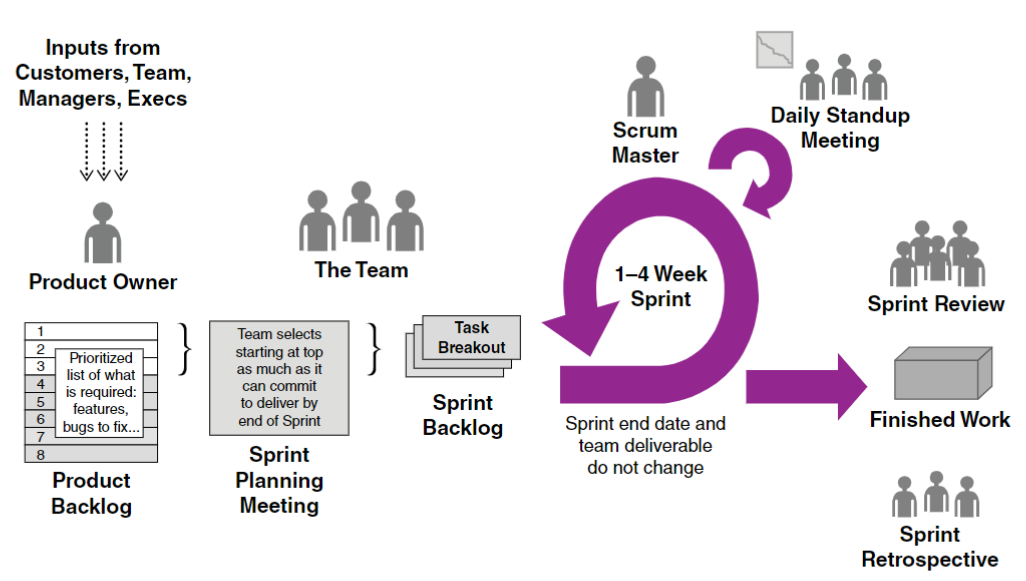 Inputs from
Customers, Team,
Managers, Execs
Product Owner
1
2
3
4
5
6
7
8
Prioritized
list of what
is required:
features,
bugs to fix...
Product
Backlog
The Team
Team selects
starting at top
as much as it
can commit
to deliver by
end of Sprint
Sprint
Planning
Meeting
Task
Breakout
Sprint
Backlog
Scrum
Master
Daily Standup
Meeting
1–4 Week
Sprint
Sprint end date and
team deliverable
do not change
Sprint Review
Finished Work
Sprint
Retrospective